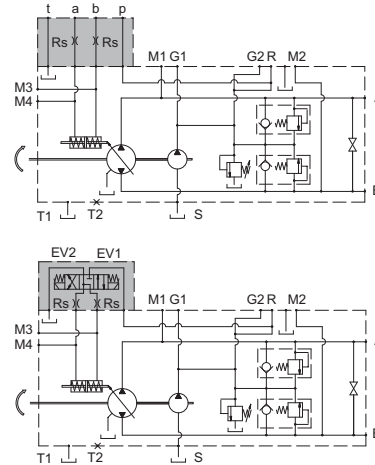 t a b p
Rs Rs
M1 G1 G2 R M2
M3
M4
T1 T2 S
EV2 EV1
Rs Rs
M1 G1 G2 R M2
M3
M4
T1 T2 S